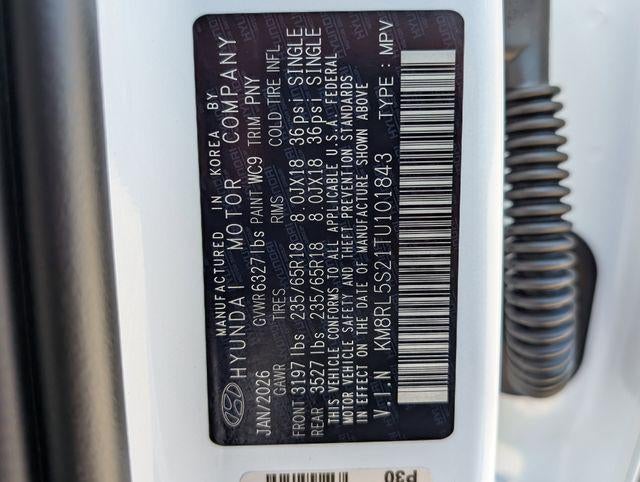 MANUFACTURED IN KOREA BY
HYUNDAI MOTOR COMPANY
JAN/2026 GVWR 6327lbs PAINT WC9 TRIM PNY
GAWR TIRES RIMS COLD TIRE INFL
FRONT 3197 lbs 235/65R18 8.0JX18 36psi SINGLE
REAR 3527 lbs 235/65R18 8.0JX18 36psi SINGLE
THIS VEHICLE CONFORMS TO ALL APPLICABLE U.S.A. FEDERAL
MOTOR VEHICLE SAFETY AND THEFT PREVENTION STANDARDS
IN EFFECT ON THE DATE OF MANUFACTURE SHOWN ABOVE
V.I.N KM8RL5S21TU101843 TYPE : MPV
P30